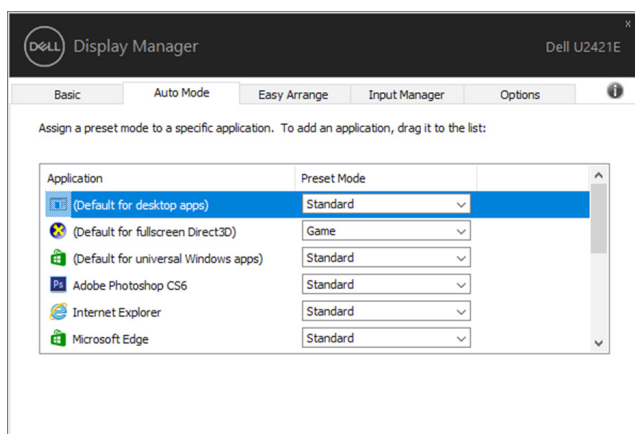 DELL Display Manager
x
Dell U2421E
Basic Auto Mode Easy Arrange Input Manager Options i
Assign a preset mode to a specific application. To add an application, drag it to the list:
Application Preset Mode
(Default for desktop apps) Standard
(Default for fullscreen Direct3D) Game
(Default for universal Windows apps) Standard
Ps Adobe Photoshop CS6 Standard
Internet Explorer Standard
Microsoft Edge Standard